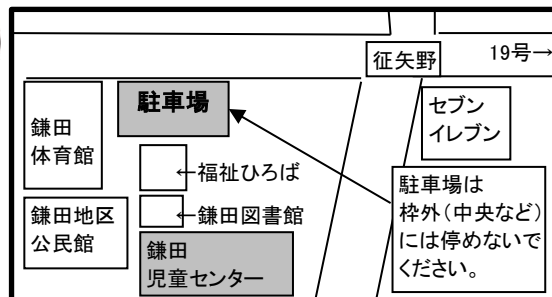 征矢野
19号→
駐車場
セブン
イレブン
鎌田
体育館
←福祉ひろば
駐車場は
枠外(中央など)
には停めないで
ください。
鎌田地区
公民館
←鎌田図書館
鎌田
児童センター